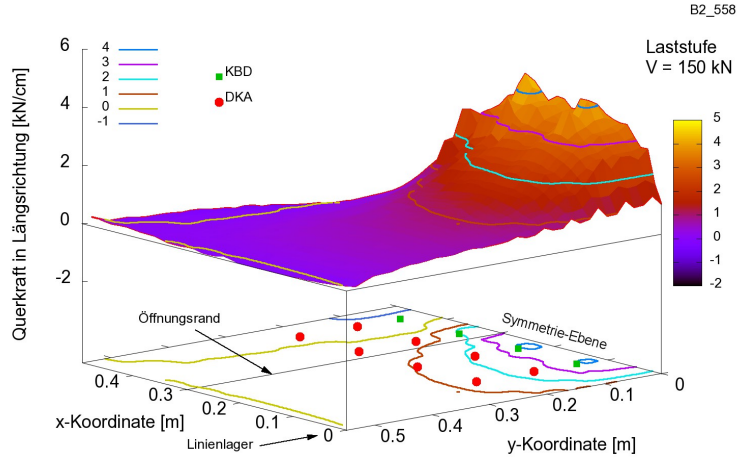 B2_558
Laststufe
V = 150 kN
4
3
2
1
0
-1
KBD
DKA
Querkraft in Längsrichtung [kN/cm]
6
4
2
0
-2
5
4
3
2
1
0
-1
-2
Öffnungsrand
Symmetrie-Ebene
0.4
0.3
0.2
0.1
0
x-Koordinate [m]
Linienlager
0.5
0.4
0.3
0.2
0.1
0
y-Koordinate [m]